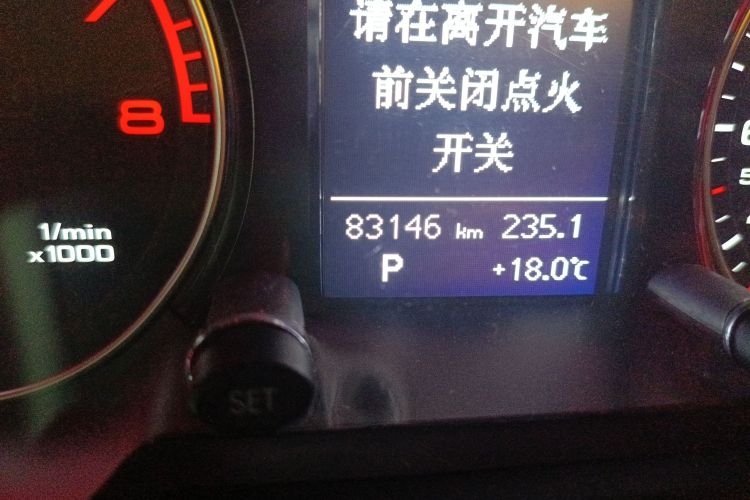 请在离开汽车
前关闭点火
开关
8
1/min
x1000
83146 km 235.1
P +18.0℃
SET